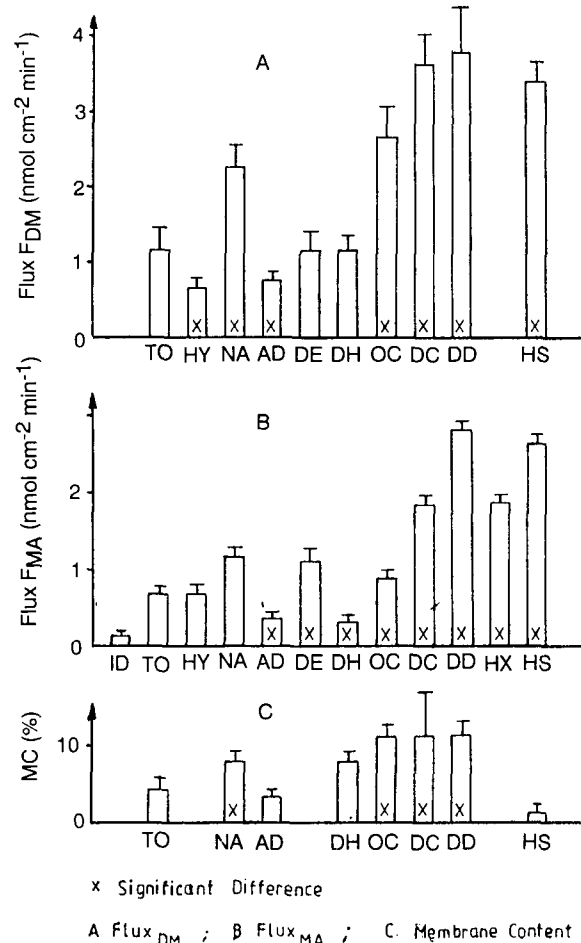 A
Flux F_DM (nmol cm⁻² min⁻¹)
4
3
2
1
0
X X X X X X X
TO HY NA AD DE DH OC DC DD HS
B
Flux F_MA (nmol cm⁻² min⁻¹)
2
1
0
X X X X X X X X
ID TO HY NA AD DE DH OC DC DD HX HS
C
MC (%)
10
0
X X X X
TO NA AD DH OC DC DD HS
x Significant Difference
A Flux_DM ; B Flux_MA ; C. Membrane Content